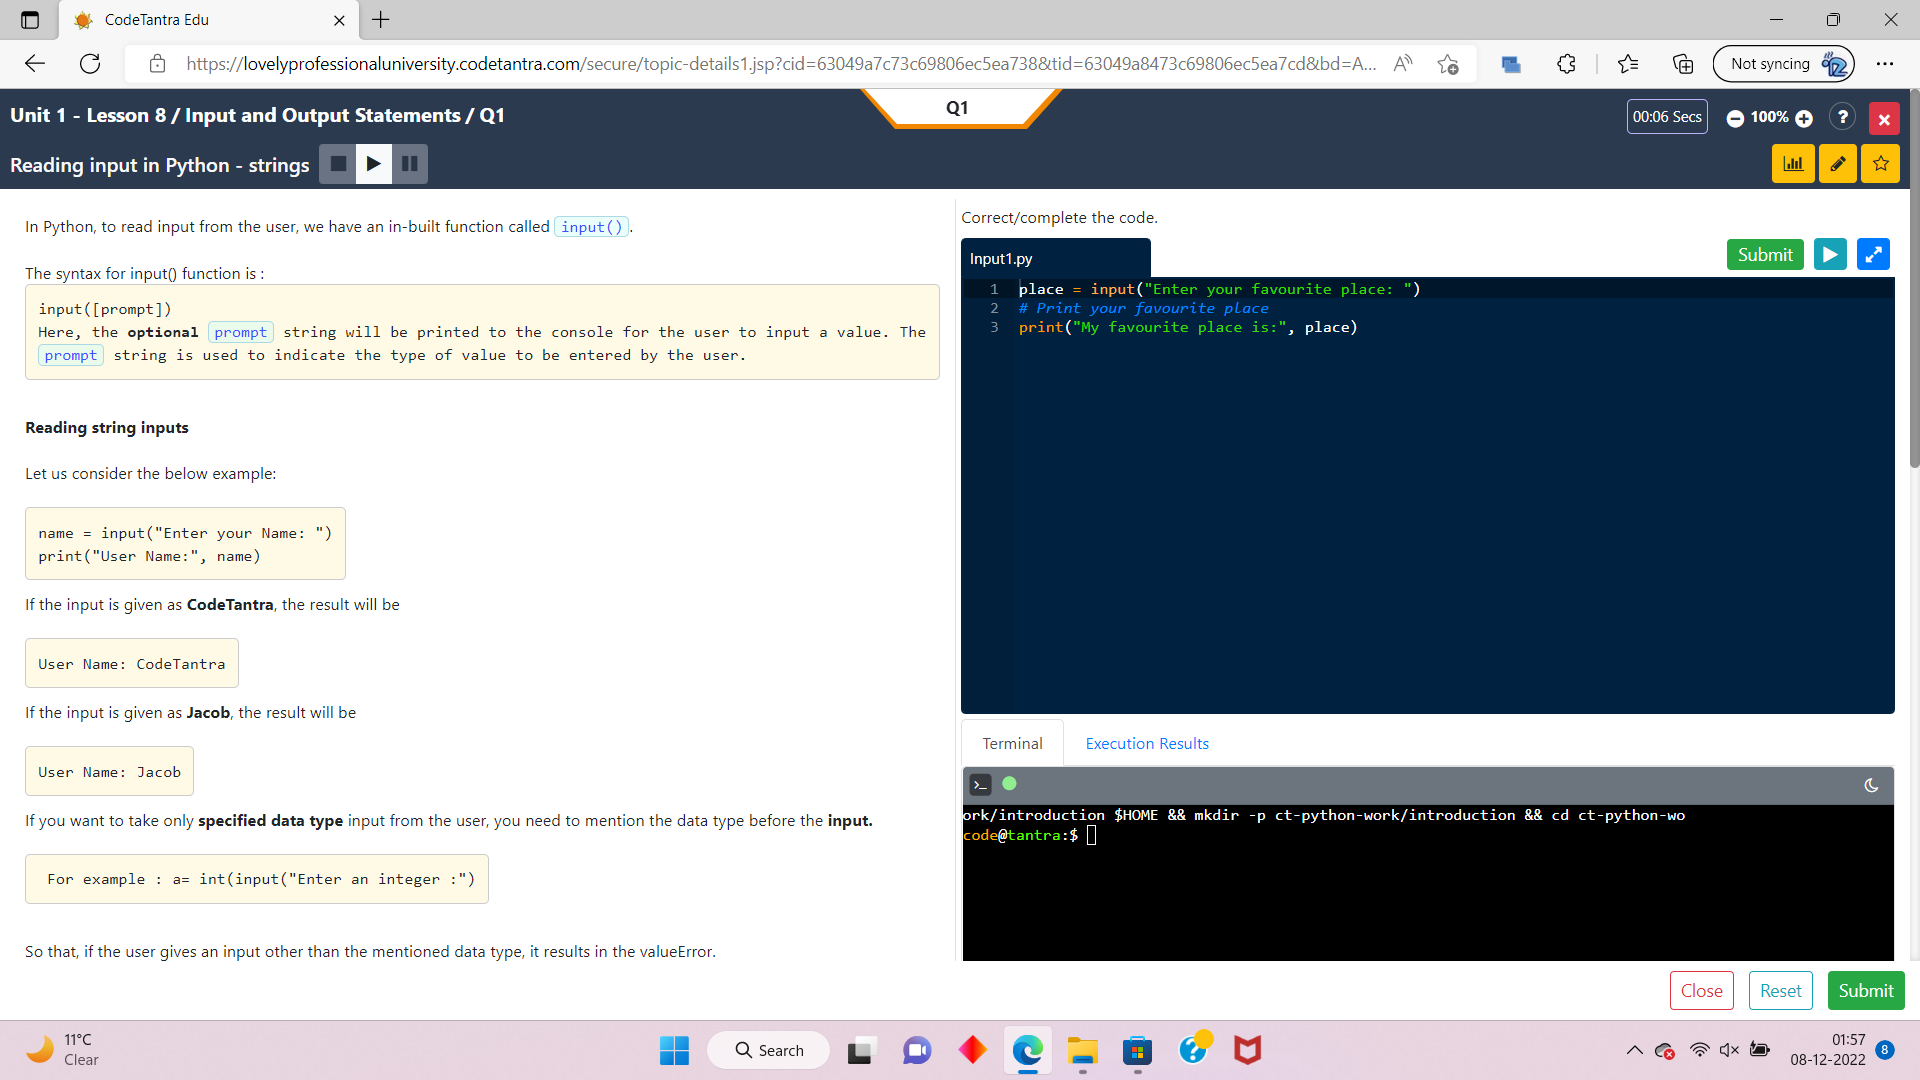 CodeTantra Edu
https://lovelyprofessionaluniversity.codetantra.com/secure/topic-details1.jsp?cid=63049a7c73c69806ec5ea738&tid=63049a8473c69806ec5ea7cd&bd=A...
Not syncing
Unit 1 - Lesson 8 / Input and Output Statements / Q1
Q1
00:06 Secs
100%
?
Reading input in Python - strings
In Python, to read input from the user, we have an in-built function called input().
The syntax for input() function is :
input([prompt])
Here, the optional prompt string will be printed to the console for the user to input a value. The
prompt string is used to indicate the type of value to be entered by the user.
Reading string inputs
Let us consider the below example:
name = input("Enter your Name: ")
print("User Name:", name)
If the input is given as CodeTantra, the result will be
User Name: CodeTantra
If the input is given as Jacob, the result will be
User Name: Jacob
If you want to take only specified data type input from the user, you need to mention the data type before the input.
For example : a= int(input("Enter an integer :")
So that, if the user gives an input other than the mentioned data type, it results in the valueError.
Correct/complete the code.
Input1.py
Submit
1 place = input("Enter your favourite place: ")
2 # Print your favourite place
3 print("My favourite place is:", place)
Terminal
Execution Results
ork/introduction $HOME && mkdir -p ct-python-work/introduction && cd ct-python-wo
code@tantra:$
Close
Reset
Submit
11°C
Clear
Search
01:57
08-12-2022
8